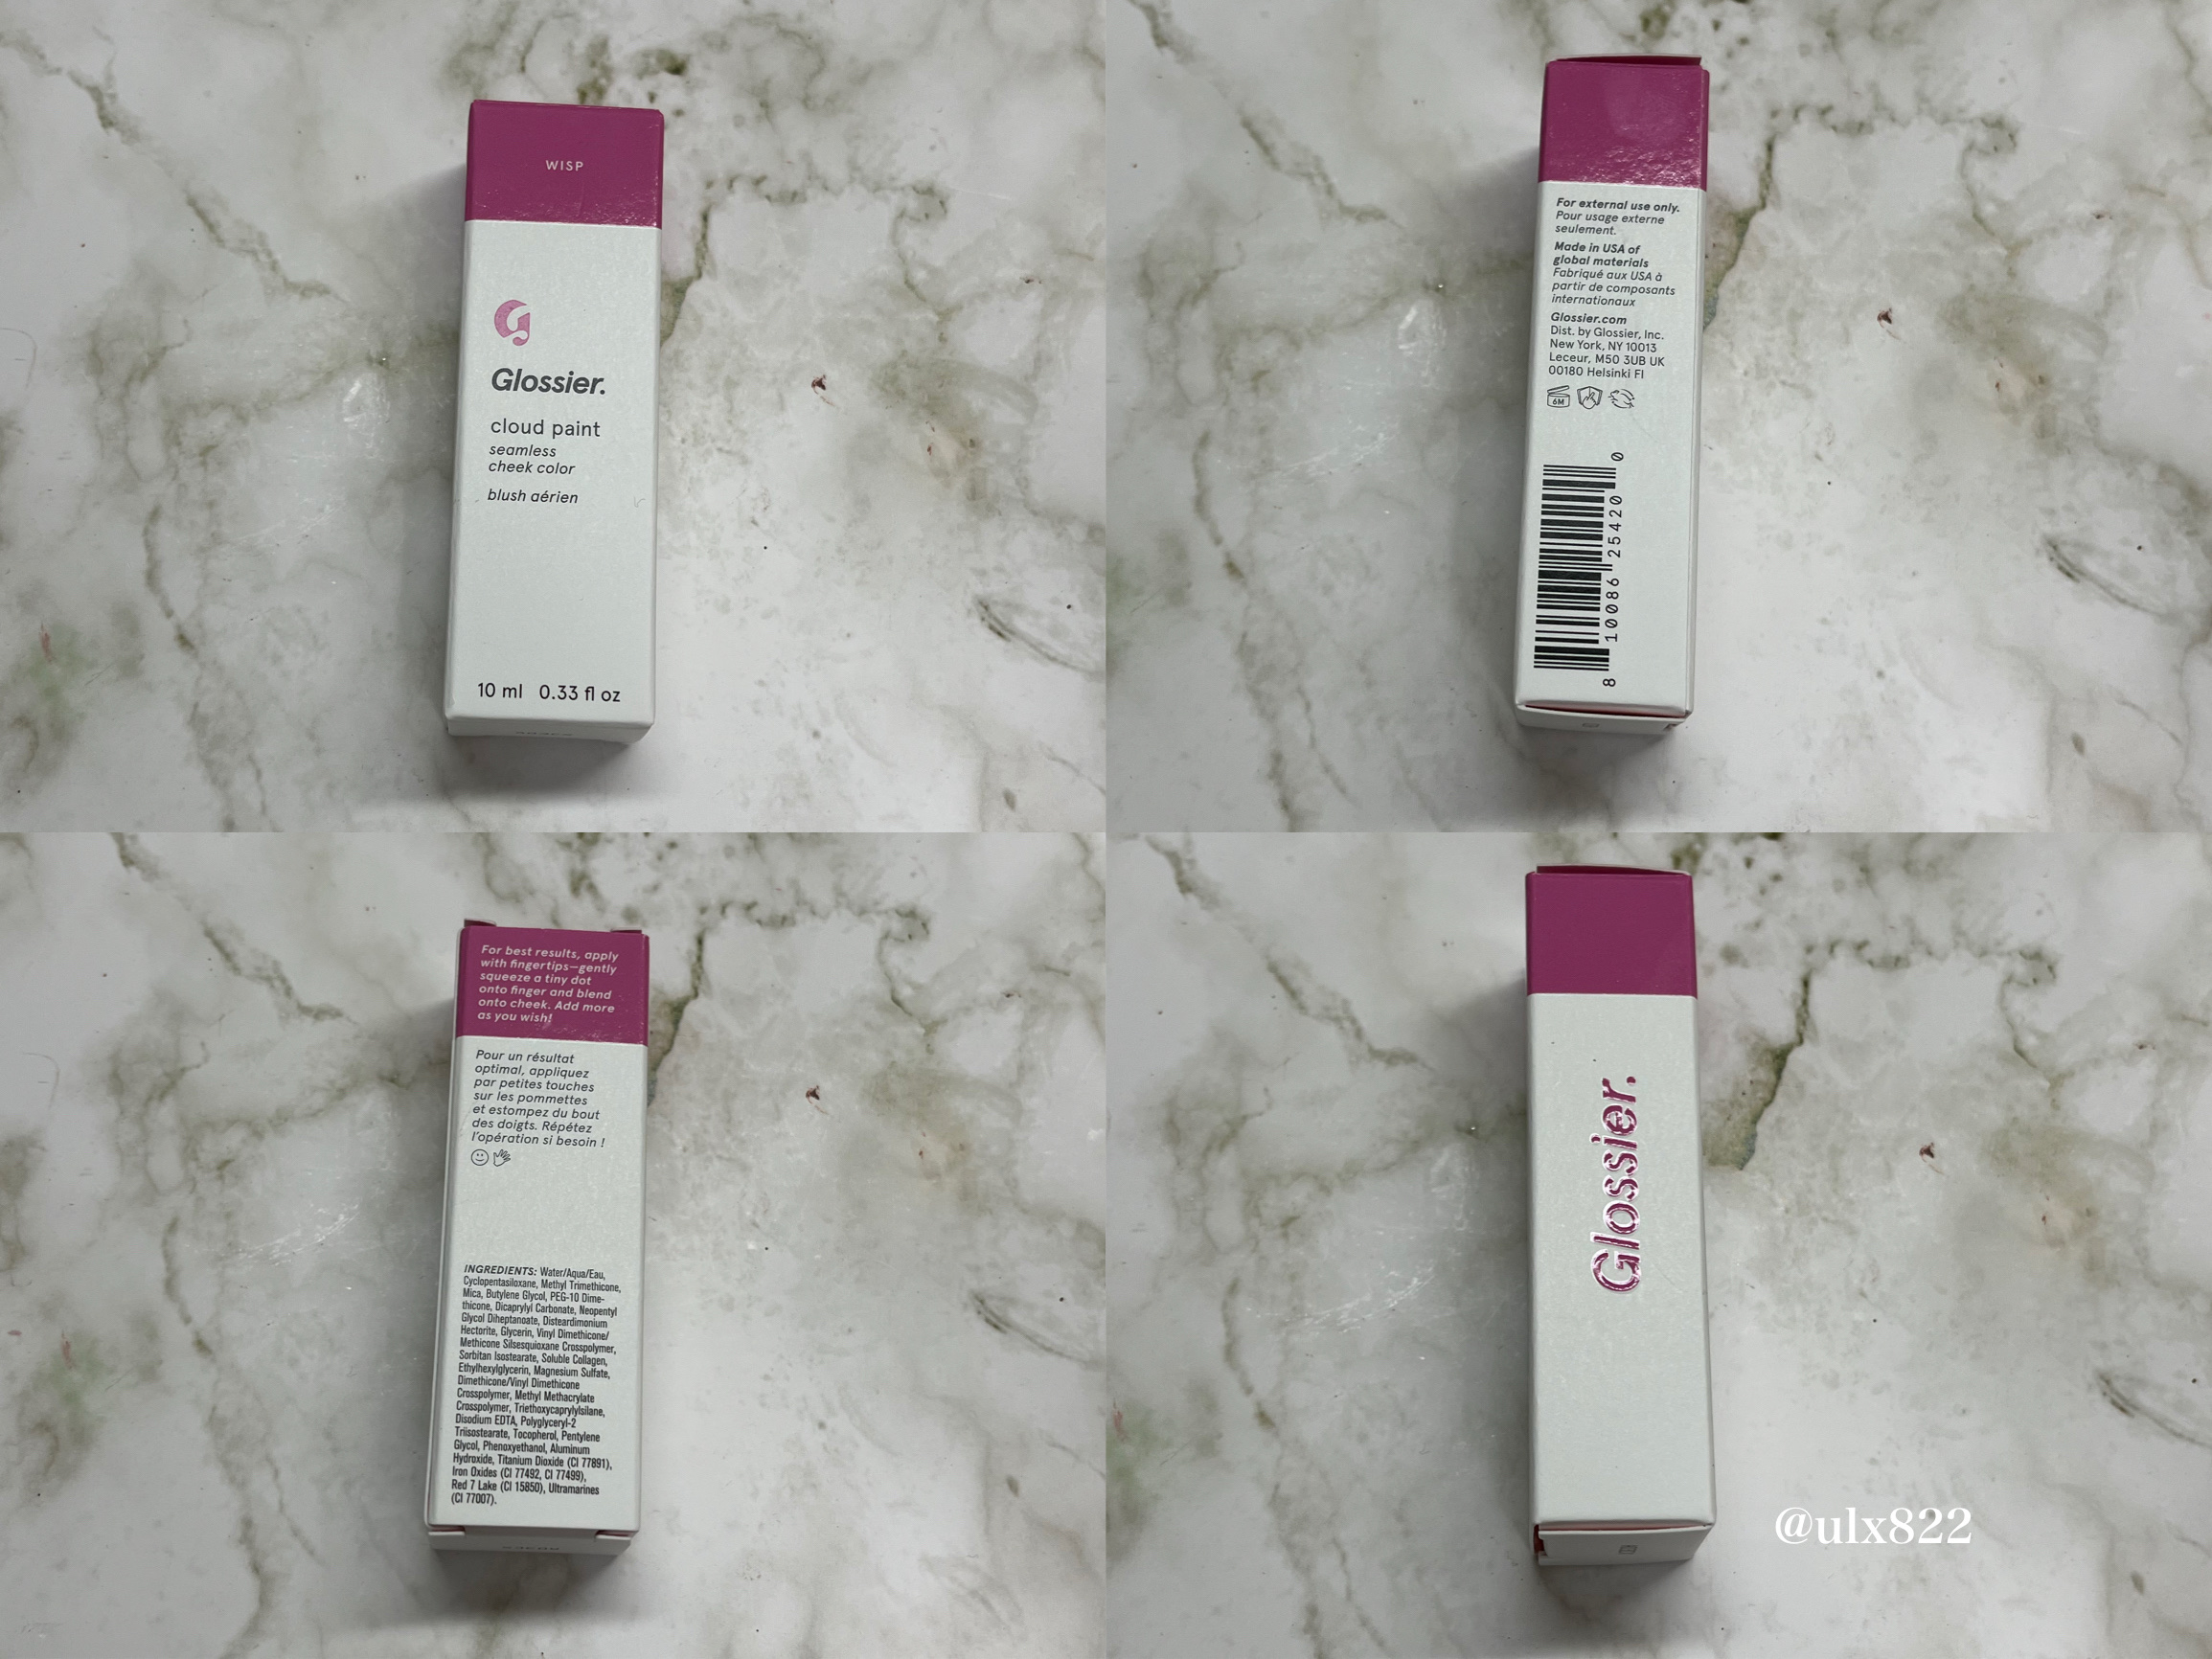 WISP
Glossier.
cloud paint
seamless
cheek color
blush aérien
10 ml 0.33 fl oz
For external use only.
Pour usage externe
seulement.
Made in USA of
global materials
Fabriqué aux USA à
partir de composants
internationaux
Glossier.com
Dist. by Glossier, Inc.
New York, NY 10013
Leceur, M50 3UB UK
00180 Helsinki FI
6M
8 10086 25420 0
For best results, apply
with fingertips—gently
squeeze a tiny dot
onto finger and blend
onto cheek. Add more
as you wish!
Pour un résultat
optimal, appliquez
par petites touches
sur les pommettes
et estompez du bout
des doigts. Répétez
l'opération si besoin !
INGREDIENTS: Water/Aqua/Eau,
Cyclopentasiloxane, Methyl Trimethicone,
Mica, Butylene Glycol, PEG-10 Dime-
thicone, Dicaprylyl Carbonate, Neopentyl
Glycol Diheptanoate, Disteardimonium
Hectorite, Glycerin, Vinyl Dimethicone/
Methicone Silsesquioxane Crosspolymer,
Sorbitan Isostearate, Soluble Collagen,
Ethylhexylglycerin, Magnesium Sulfate,
Dimethicone/Vinyl Dimethicone
Crosspolymer, Methyl Methacrylate
Crosspolymer, Triethoxycaprylylsilane,
Disodium EDTA, Polyglyceryl-2
Triisostearate, Tocopherol, Pentylene
Glycol, Phenoxyethanol, Aluminum
Hydroxide, Titanium Dioxide (CI 77891),
Iron Oxides (CI 77492, CI 77499),
Red 7 Lake (CI 15850), Ultramarines
(CI 77007).
Glossier.
@ulx822